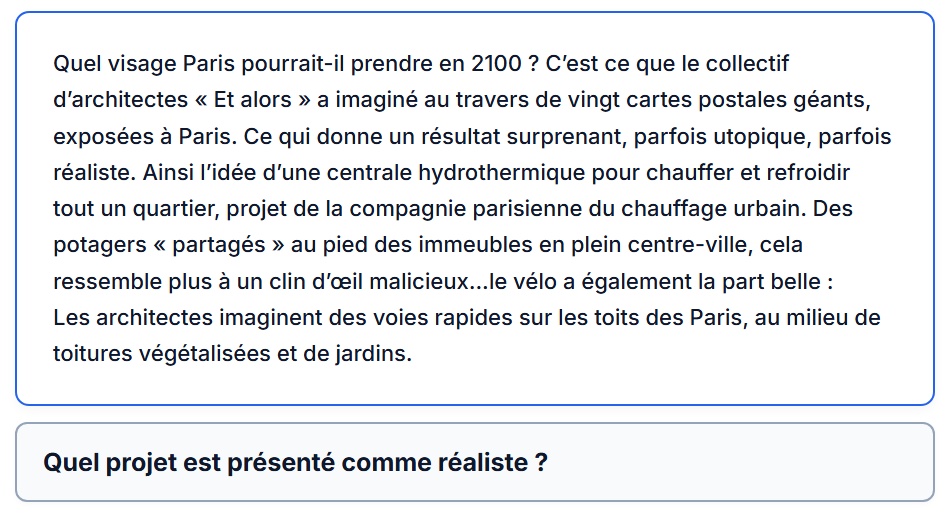 Quel visage Paris pourrait-il prendre en 2100 ? C’est ce que le collectif
d’architectes « Et alors » a imaginé au travers de vingt cartes postales géants,
exposées à Paris. Ce qui donne un résultat surprenant, parfois utopique, parfois
réaliste. Ainsi l’idée d’une centrale hydrothermique pour chauffer et refroidir
tout un quartier, projet de la compagnie parisienne du chauffage urbain. Des
potagers « partagés » au pied des immeubles en plein centre-ville, cela
ressemble plus à un clin d’œil malicieux...le vélo a également la part belle :
Les architectes imaginent des voies rapides sur les toits des Paris, au milieu de
toitures végétalisées et de jardins.
Quel projet est présenté comme réaliste ?